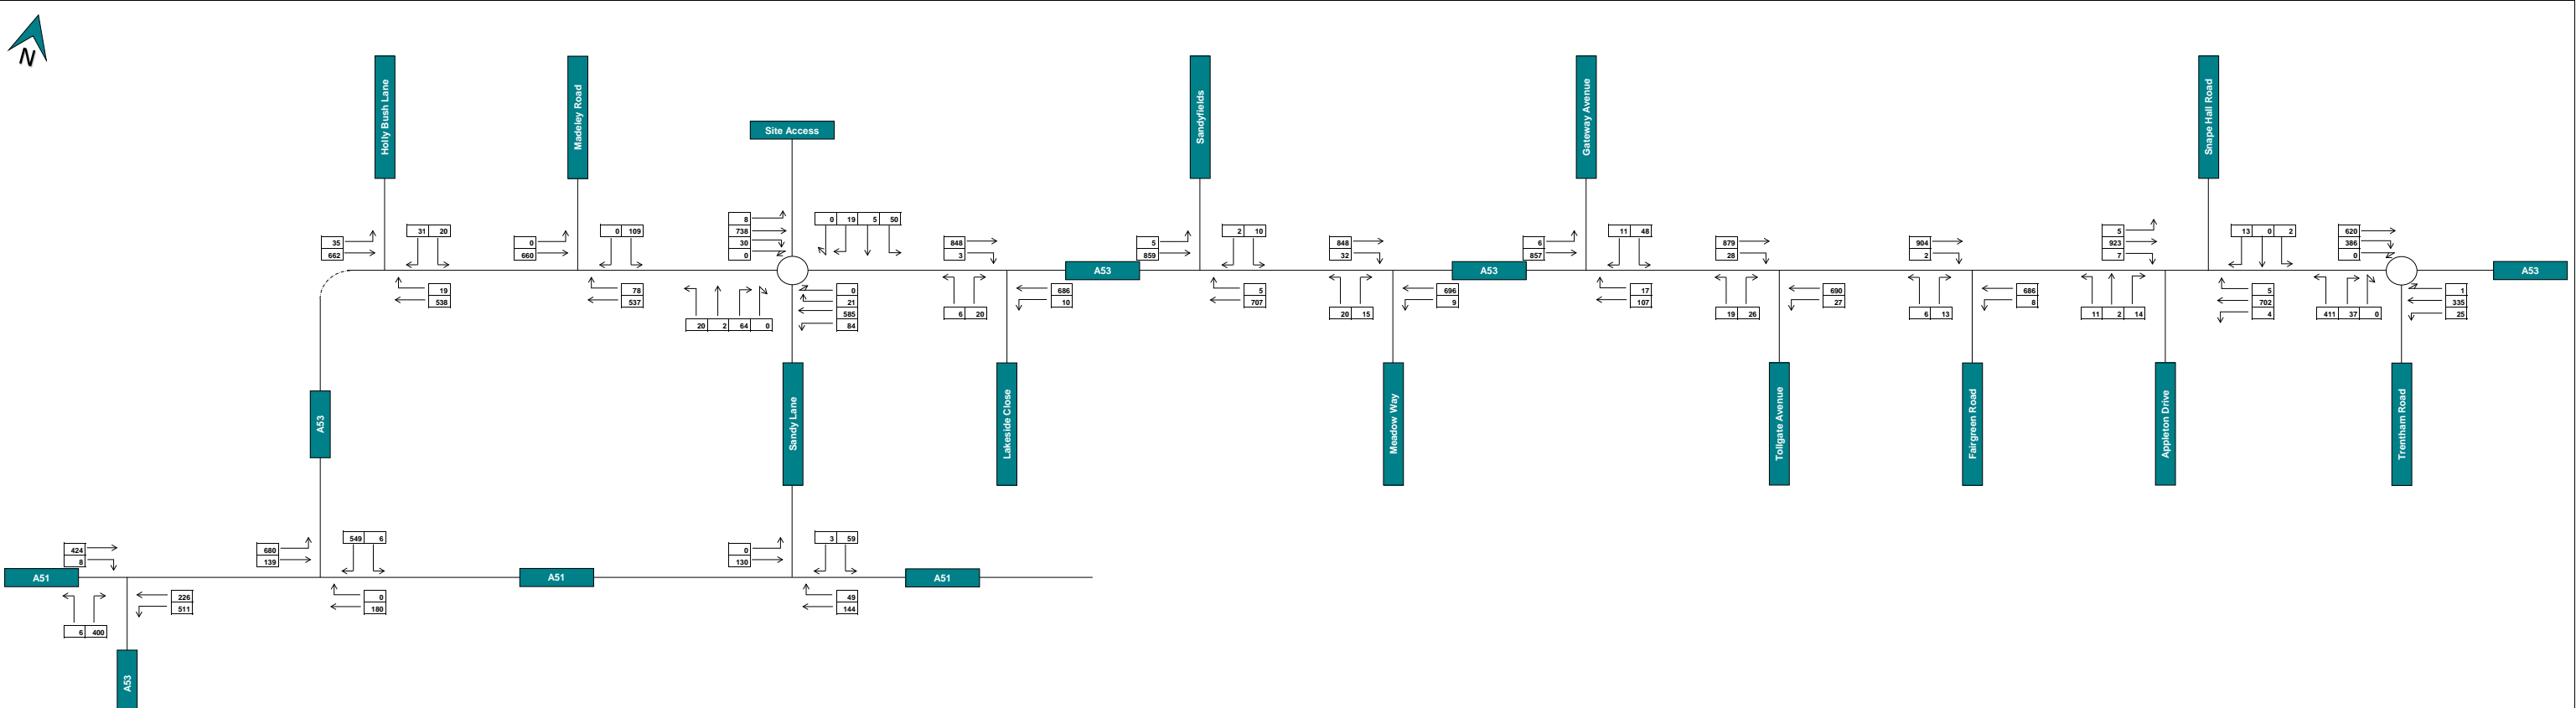 N
Holly Bush Lane
Madeley Road
Site Access
Sandyfields
Gateway Avenue
Snape Hall Road
35
662
31 20
19
538
0
660
0 109
78
537
8
738
30
0
0 19 5 50
20 2 64 0
0
21
585
84
848
3
6 20
686
10
A53
5
859
2 10
5
707
848
32
20 15
696
9
A53
6
857
11 48
17
107
879
28
19 26
690
27
904
2
6 13
686
8
5
923
7
11 2 14
13 0 2
5
702
4
620
386
0
411 37 0
1
335
25
A53
A53
Sandy Lane
Lakeside Close
Meadow Way
Tollgate Avenue
Fairgreen Road
Appleton Drive
Trentham Road
424
8
A51
6 400
226
511
A53
680
139
549 6
0
180
A51
0
130
3 59
49
144
A51